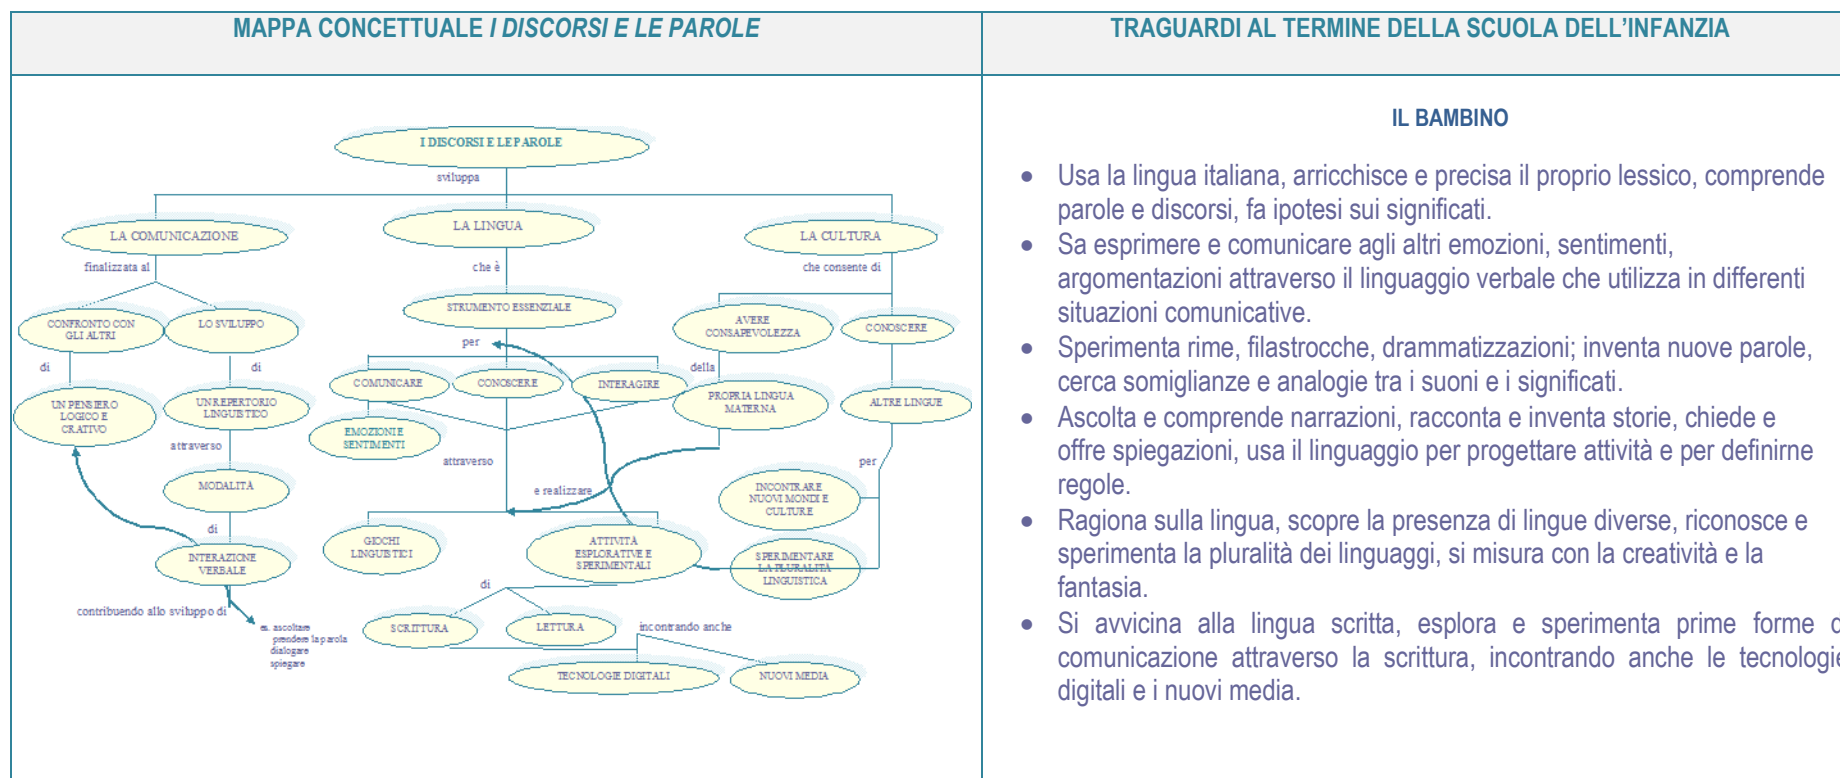 MAPPA CONCETTUALE I DISCORSI E LE PAROLE
TRAGUARDI AL TERMINE DELLA SCUOLA DELL'INFANZIA
I DISCORSI E LE PAROLE
sviluppa
LA COMUNICAZIONE
LA LINGUA
LA CULTURA
finalizzata al
che è
che consente di
CONFRONTO CON
GLI ALTRI
LO SVILUPPO
STRUMENTO ESSENZIALE
AVERE
CONSAPEVOLEZZA
CONOSCERE
per
di
di
della
COMUNICARE
CONOSCERE
INTERAGIRE
UN PENSIERO
LOGICO E
CRATIVO
UN REPERTORIO
LINGUISTICO
PROPRIA LINGUA
MATERNA
ALTRE LINGUE
EMOZIONI E
SENTIMENTI
attraverso
attraverso
per
MODALITÀ
e realizzare
INCONTRARE
NUOVI MONDI E
CULTURE
di
GIOCHI
LINGUISTICI
ATTIVITÀ
ESPLORATIVE E
SPERIMENTALI
INTERAZIONE
VERBALE
SPERIMENTARE
LA PLURALITÀ
LINGUISTICA
di
contribuendo allo sviluppo di
es. ascoltare
prendere la parola
dialogare
spiegare
SCRITTURA
LETTURA
incontrando anche
TECNOLOGIE DIGITALI
NUOVI MEDIA
IL BAMBINO
• Usa la lingua italiana, arricchisce e precisa il proprio lessico, comprende
parole e discorsi, fa ipotesi sui significati.
• Sa esprimere e comunicare agli altri emozioni, sentimenti,
argomentazioni attraverso il linguaggio verbale che utilizza in differenti
situazioni comunicative.
• Sperimenta rime, filastrocche, drammatizzazioni; inventa nuove parole,
cerca somiglianze e analogie tra i suoni e i significati.
• Ascolta e comprende narrazioni, racconta e inventa storie, chiede e
offre spiegazioni, usa il linguaggio per progettare attività e per definirne
regole.
• Ragiona sulla lingua, scopre la presenza di lingue diverse, riconosce e
sperimenta la pluralità dei linguaggi, si misura con la creatività e la
fantasia.
• Si avvicina alla lingua scritta, esplora e sperimenta prime forme d
comunicazione attraverso la scrittura, incontrando anche le tecnologie
digitali e i nuovi media.